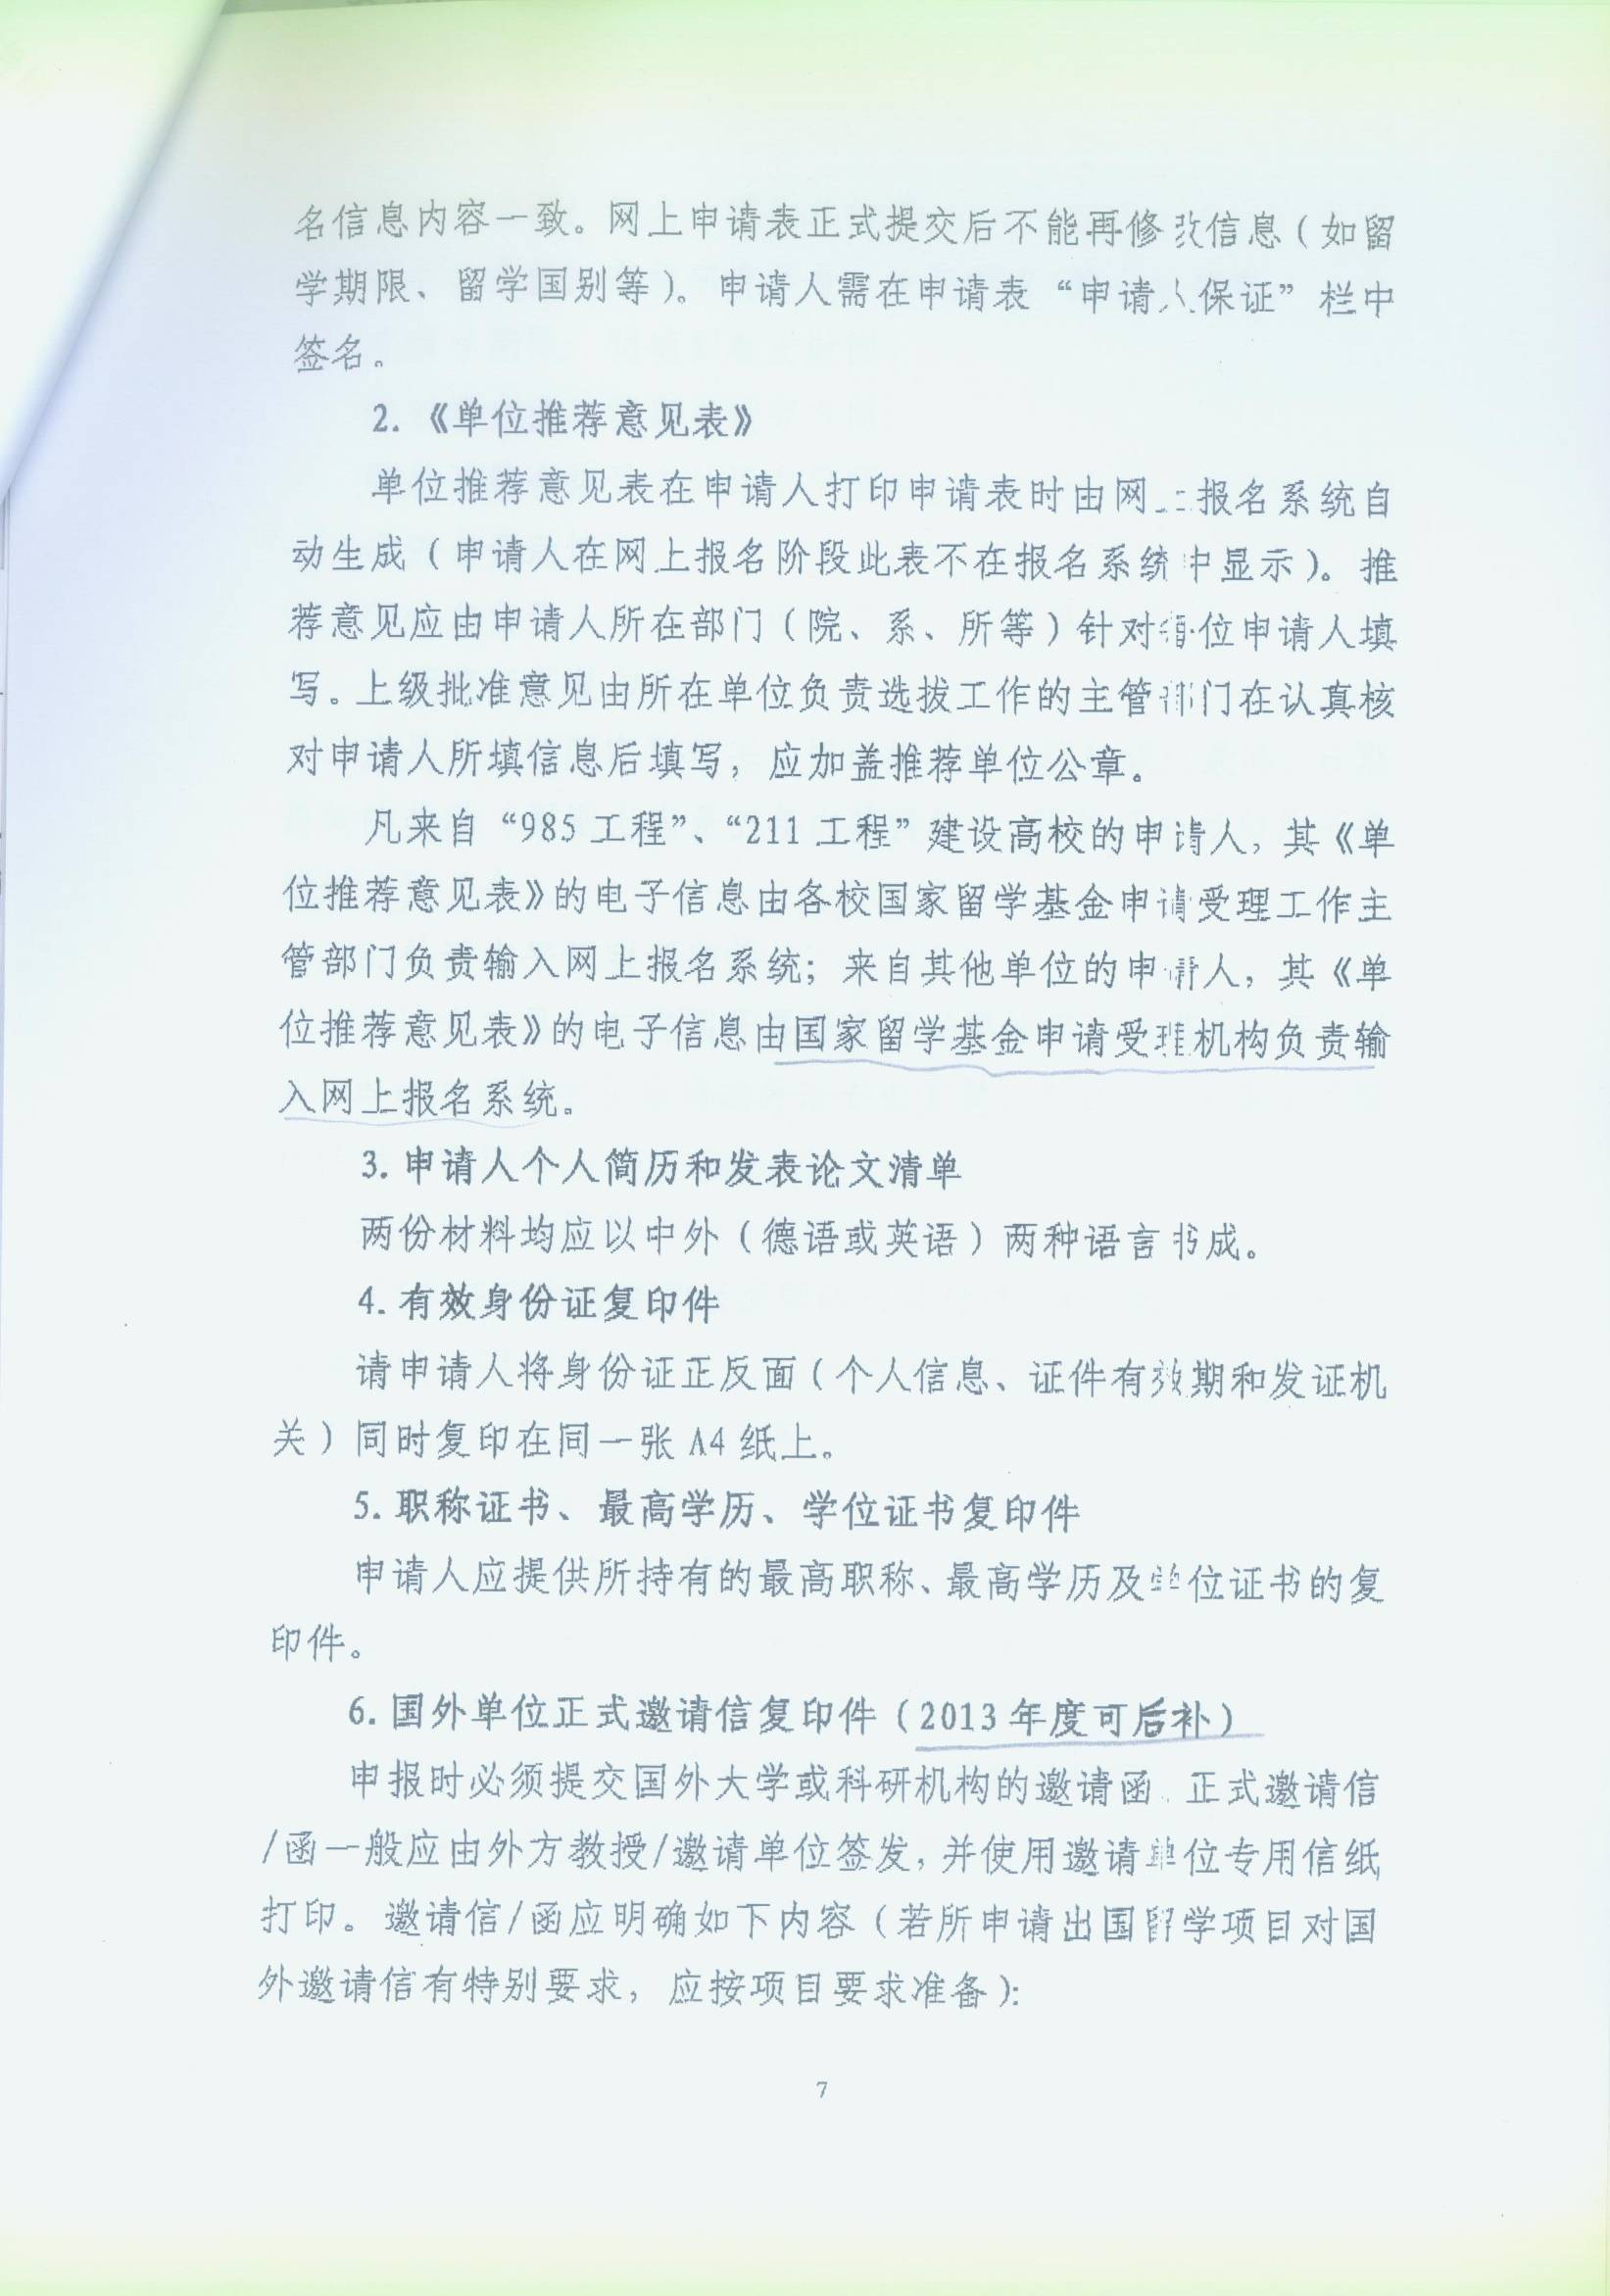 名信息内容一致。网上申请表正式提交后不能再修改信息（如留
学期限、留学国别等）。申请人需在申请表“申请人保证”栏中
签名。
2.《单位推荐意见表》
单位推荐意见表在申请人打印申请表时由网上报名系统自
动生成（申请人在网上报名阶段此表不在报名系统中显示）。推
荐意见应由申请人所在部门（院、系、所等）针对每位申请人填
写。上级批准意见由所在单位负责选拔工作的主管部门在认真核
对申请人所填信息后填写，应加盖推荐单位公章。
凡来自“985工程”、“211工程”建设高校的申请人，其《单
位推荐意见表》的电子信息由各校国家留学基金申请受理工作主
管部门负责输入网上报名系统；来自其他单位的申请人，其《单
位推荐意见表》的电子信息由国家留学基金申请受理机构负责输
入网上报名系统。
3.申请人个人简历和发表论文清单
两份材料均应以中外（德语或英语）两种语言书成。
4.有效身份证复印件
请申请人将身份证正反面（个人信息、证件有效期和发证机
关）同时复印在同一张A4纸上。
5.职称证书、最高学历、学位证书复印件
申请人应提供所持有的最高职称、最高学历及学位证书的复
印件。
6.国外单位正式邀请信复印件（2013年度可后补）
申报时必须提交国外大学或科研机构的邀请函。正式邀请信
/函一般应由外方教授/邀请单位签发，并使用邀请单位专用信纸
打印。邀请信/函应明确如下内容（若所申请出国留学项目对国
外邀请信有特别要求，应按项目要求准备）：
7